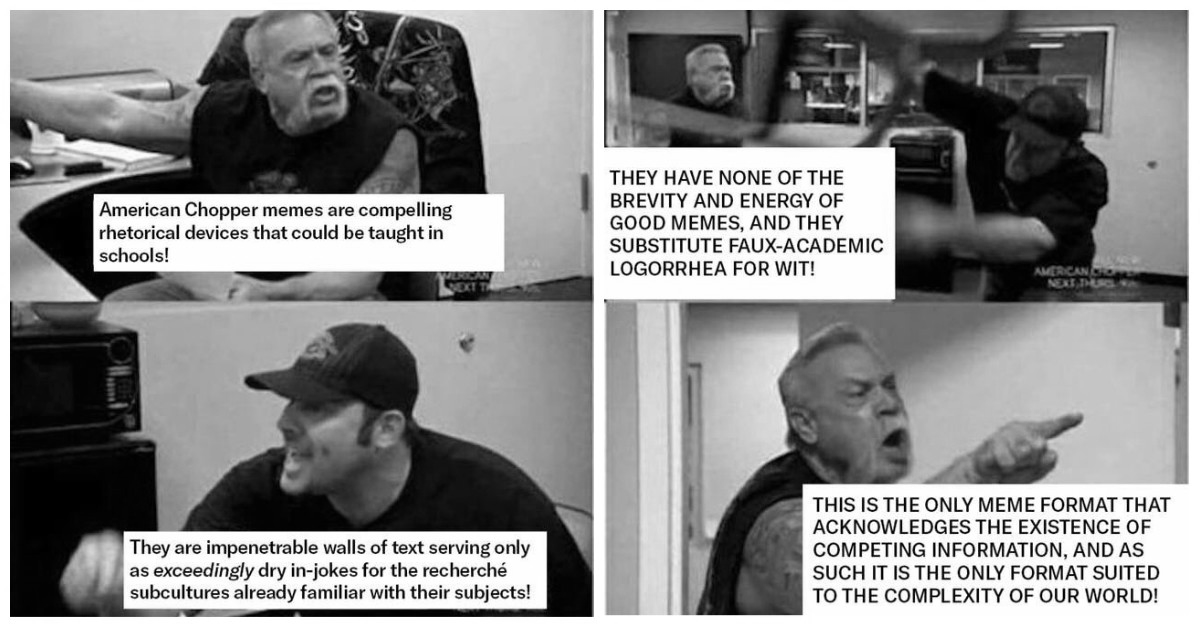 American Chopper memes are compelling
rhetorical devices that could be taught in
schools!
AMERICAN
NEXT
THEY HAVE NONE OF THE
BREVITY AND ENERGY OF
GOOD MEMES, AND THEY
SUBSTITUTE FAUX-ACADEMIC
LOGORRHEA FOR WIT!
AMERICAN CHOPPER
NEXT THURS.
They are impenetrable walls of text serving only
as exceedingly dry in-jokes for the recherché
subcultures already familiar with their subjects!
THIS IS THE ONLY MEME FORMAT THAT
ACKNOWLEDGES THE EXISTENCE OF
COMPETING INFORMATION, AND AS
SUCH IT IS THE ONLY FORMAT SUITED
TO THE COMPLEXITY OF OUR WORLD!